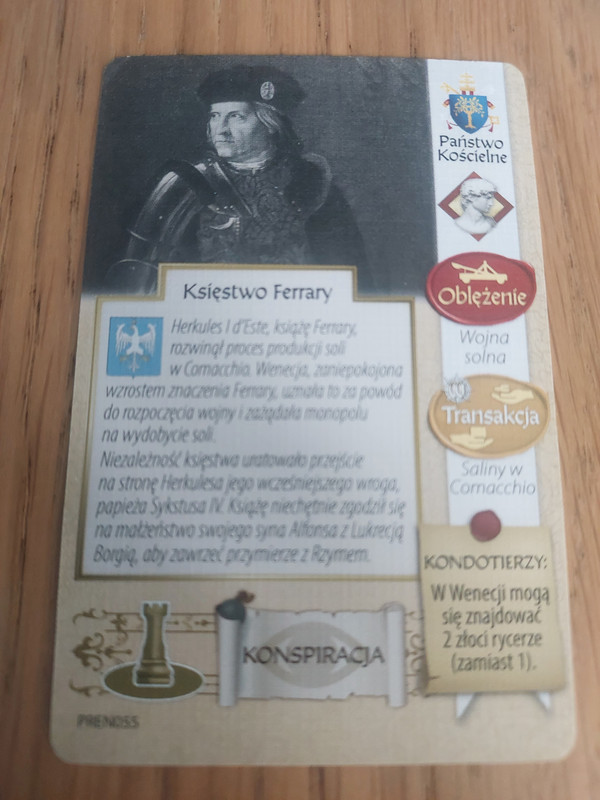 Państwo
Kościelne
Oblężenie
Wojna
solna
Transakcja
Saliny w
Comacchio
Księstwo Ferrary
Herkules I d'Este, książę Ferrary,
rozwinął proces produkcji soli
w Comacchio. Wenecja, zaniepokojona
wzrostem znaczenia Ferrary, uznała to za powód
do rozpoczęcia wojny i zażądała monopolu
na wydobycie soli.
Niezależność księstwa uratowało przejście
na stronę Herkulesa jego wcześniejszego wroga,
papieża Sykstusa IV. Książę niechętnie zgodził się
na małżeństwo swojego syna Alfonsa z Lukrecją
Borgią, aby zawrzeć przymierze z Rzymem.
KONDOTIERZY:
W Wenecji mogą
się znajdować
2 złoci rycerze
(zamiast 1).
KONSPIRACJA
PREN055